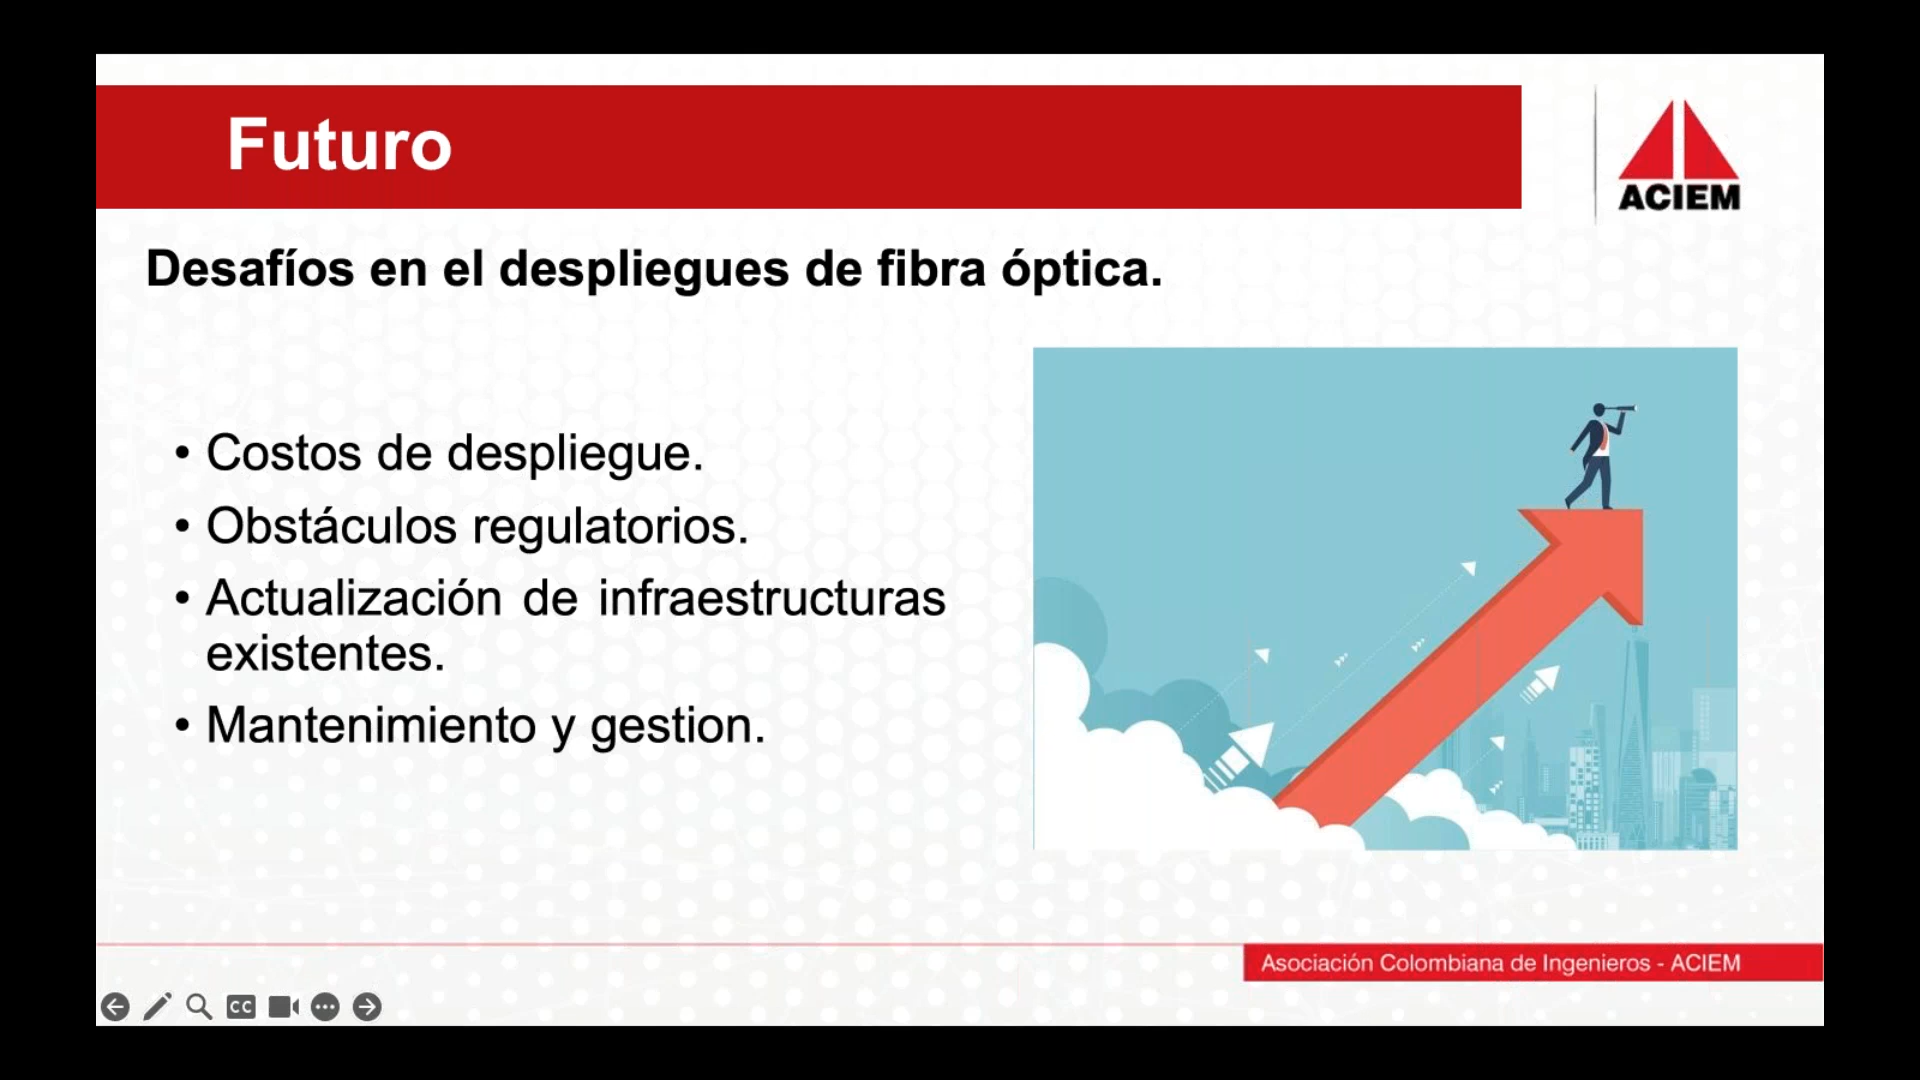 Futuro
ACIEM
Desafíos en el despliegues de fibra óptica.
• Costos de despliegue.
• Obstáculos regulatorios.
• Actualización de infraestructuras
existentes.
• Mantenimiento y gestion.
Asociación Colombiana de Ingenieros - ACIEM
CC